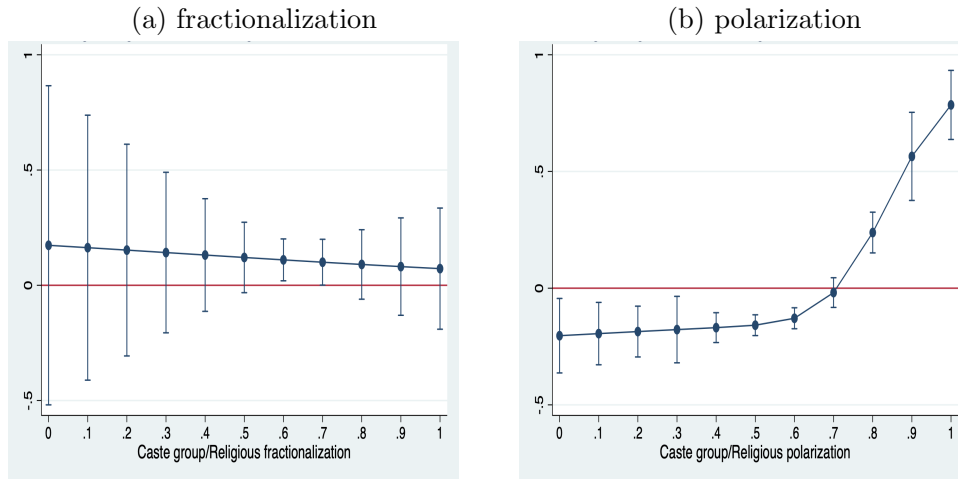 (a) fractionalization
1
.5
0
-.5
0 .1 .2 .3 .4 .5 .6 .7 .8 .9 1
Caste group/Religious fractionalization
(b) polarization
1
.5
0
-.5
0 .1 .2 .3 .4 .5 .6 .7 .8 .9 1
Caste group/Religious polarization